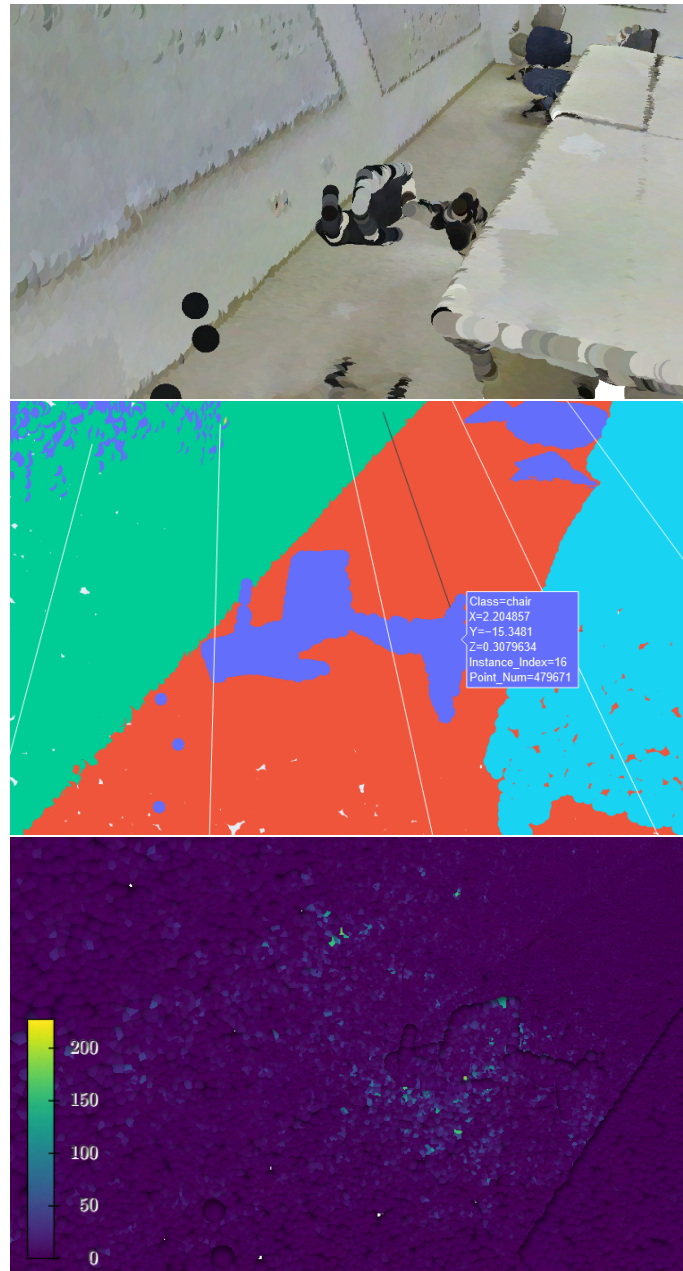 Class=chair
X=2.204857
Y=−15.3481
Z=0.3079634
Instance_Index=16
Point_Num=479671
200
150
100
50
0